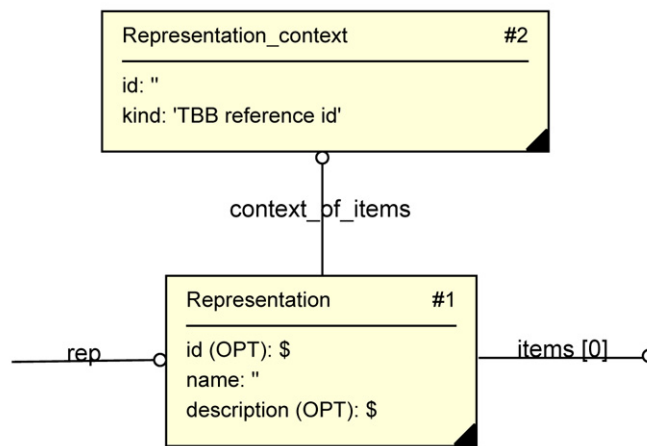 Representation_context #2
id: ''
kind: 'TBB reference id'
context_of_items
Representation #1
id (OPT): $
name: ''
description (OPT): $
rep
items [0]